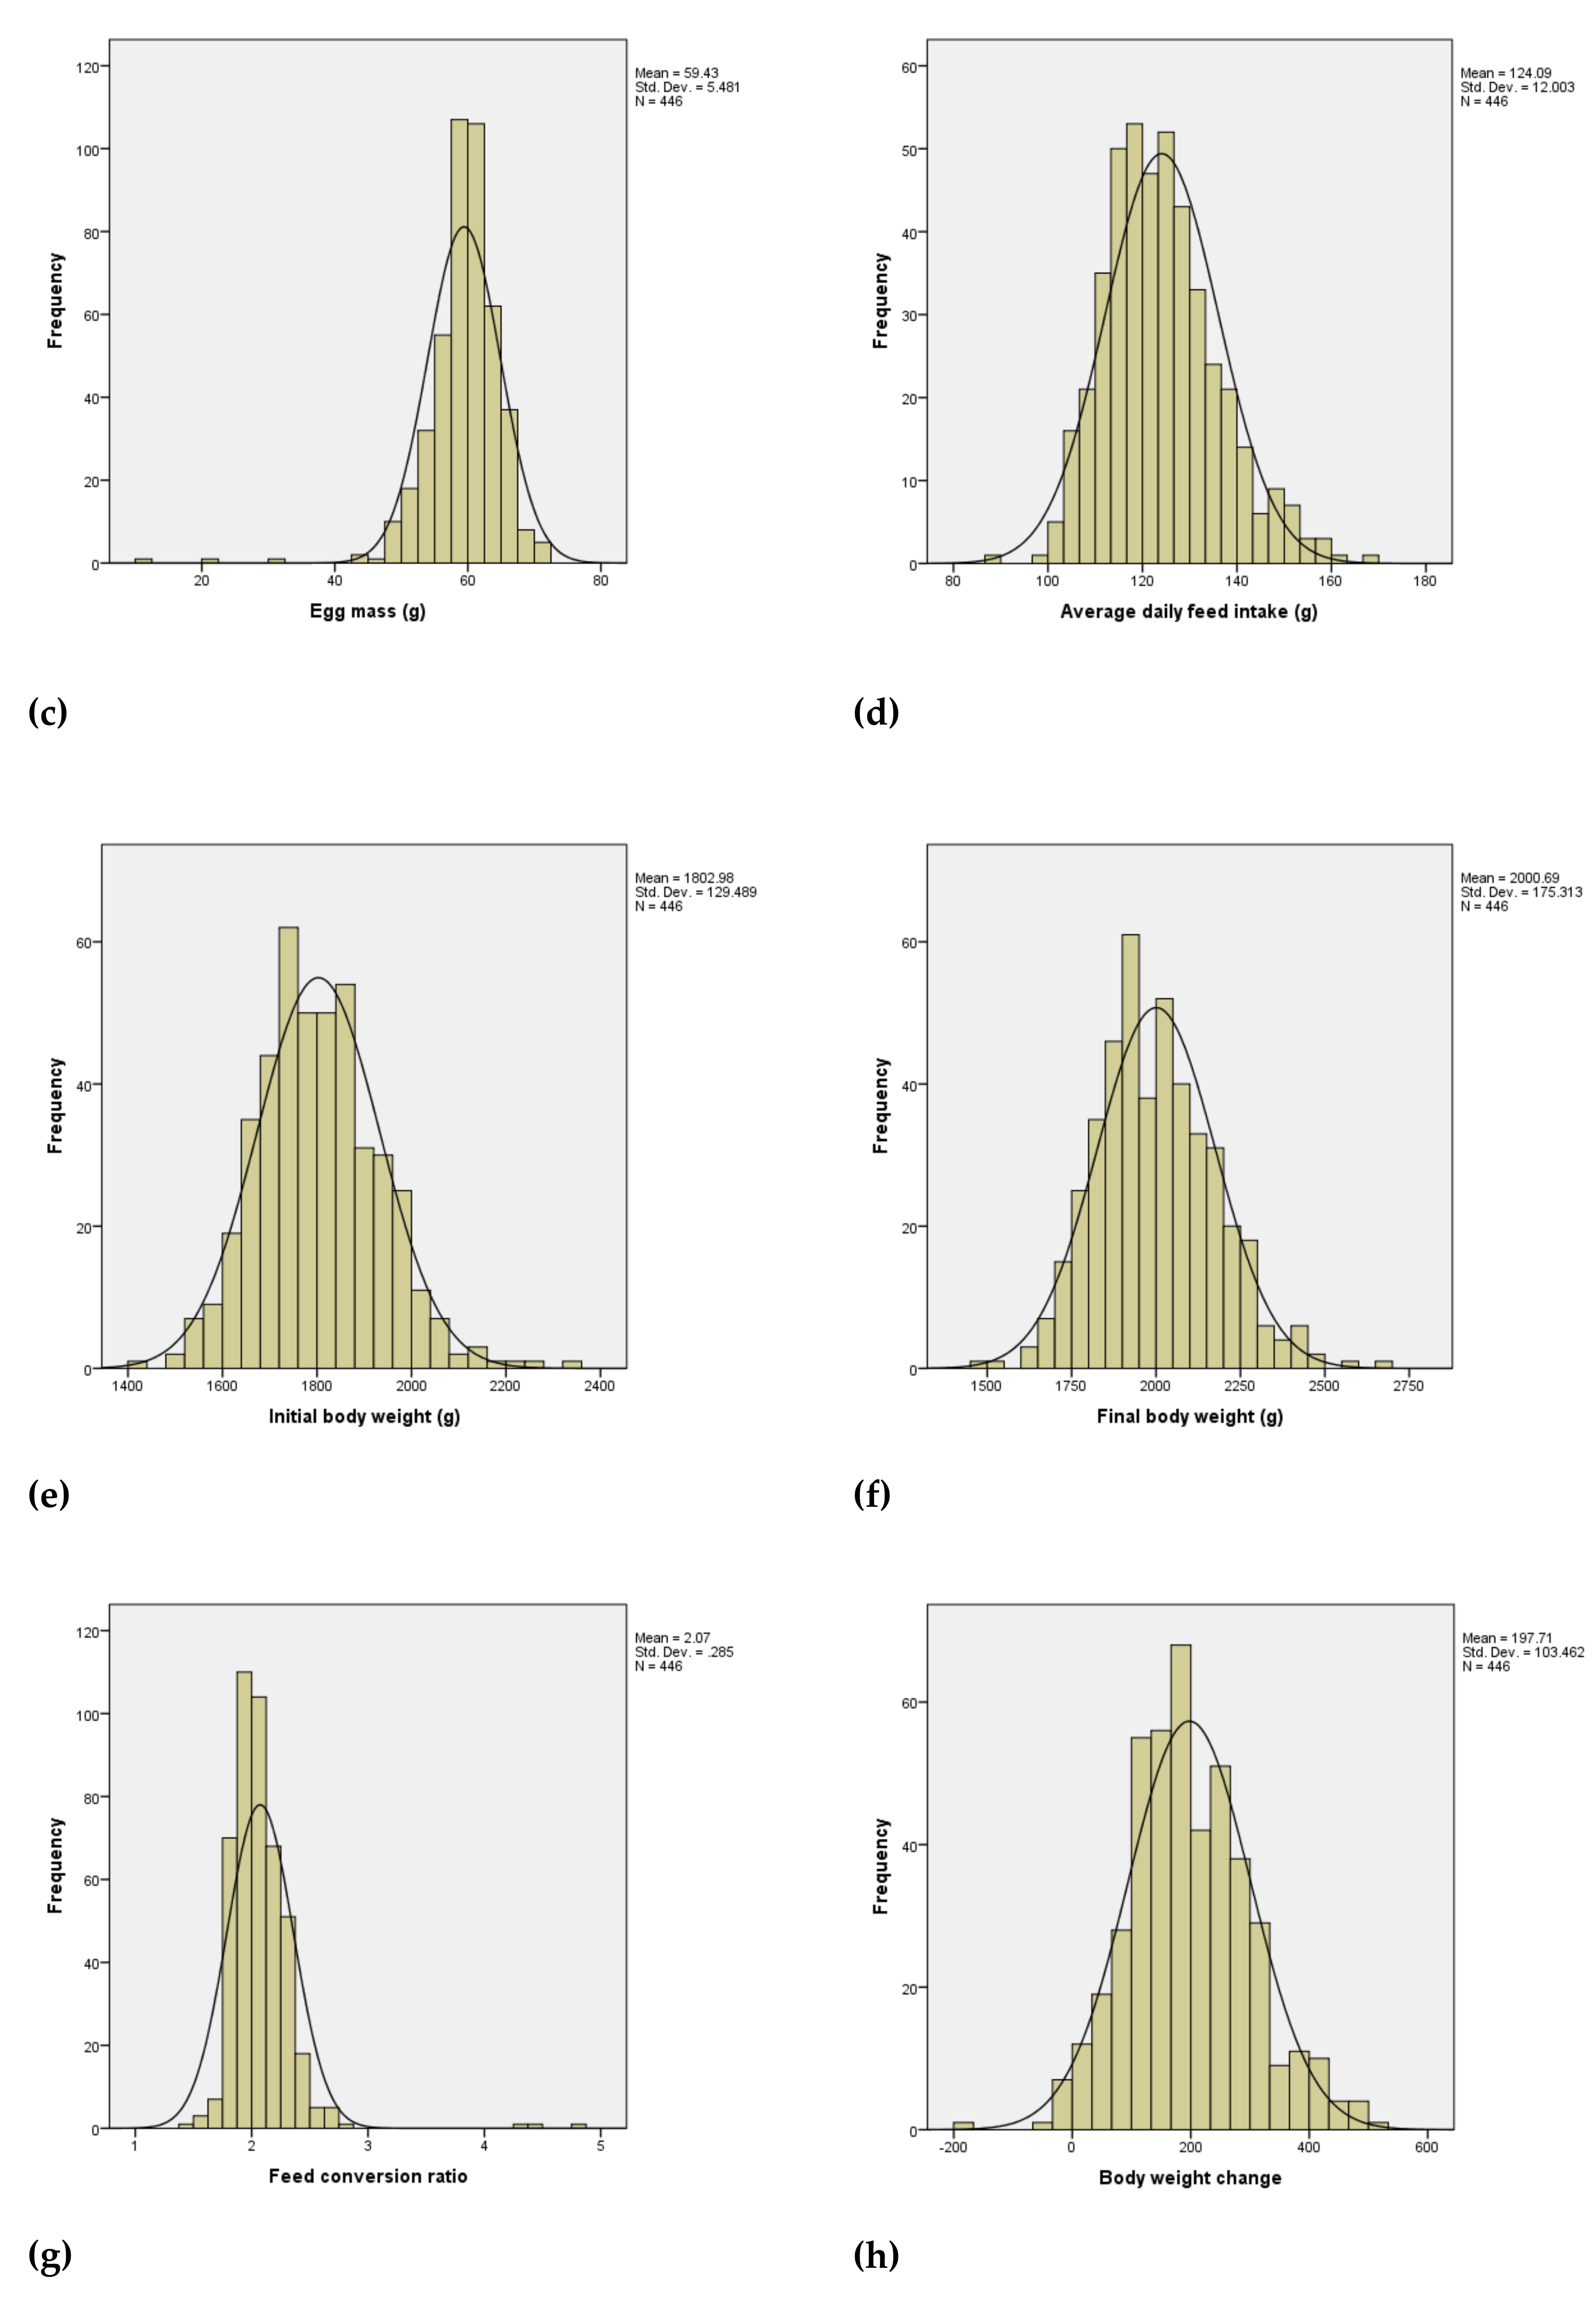 Mean = 59.43
Std. Dev. = 5.481
N = 446
120
100
80
60
40
20
0
Frequency
20 40 60 80
Egg mass (g)
(c)
Mean = 124.09
Std. Dev. = 12.003
N = 446
60
50
40
30
20
10
0
Frequency
80 100 120 140 160 180
Average daily feed intake (g)
(d)
Mean = 1802.98
Std. Dev. = 129.489
N = 446
60
40
20
0
Frequency
1400 1600 1800 2000 2200 2400
Initial body weight (g)
(e)
Mean = 2000.69
Std. Dev. = 175.313
N = 446
60
40
20
0
Frequency
1500 1750 2000 2250 2500 2750
Final body weight (g)
(f)
Mean = 2.07
Std. Dev. = .285
N = 446
120
100
80
60
40
20
0
Frequency
1 2 3 4 5
Feed conversion ratio
(g)
Mean = 197.71
Std. Dev. = 103.462
N = 446
60
40
20
0
Frequency
-200 0 200 400 600
Body weight change
(h)